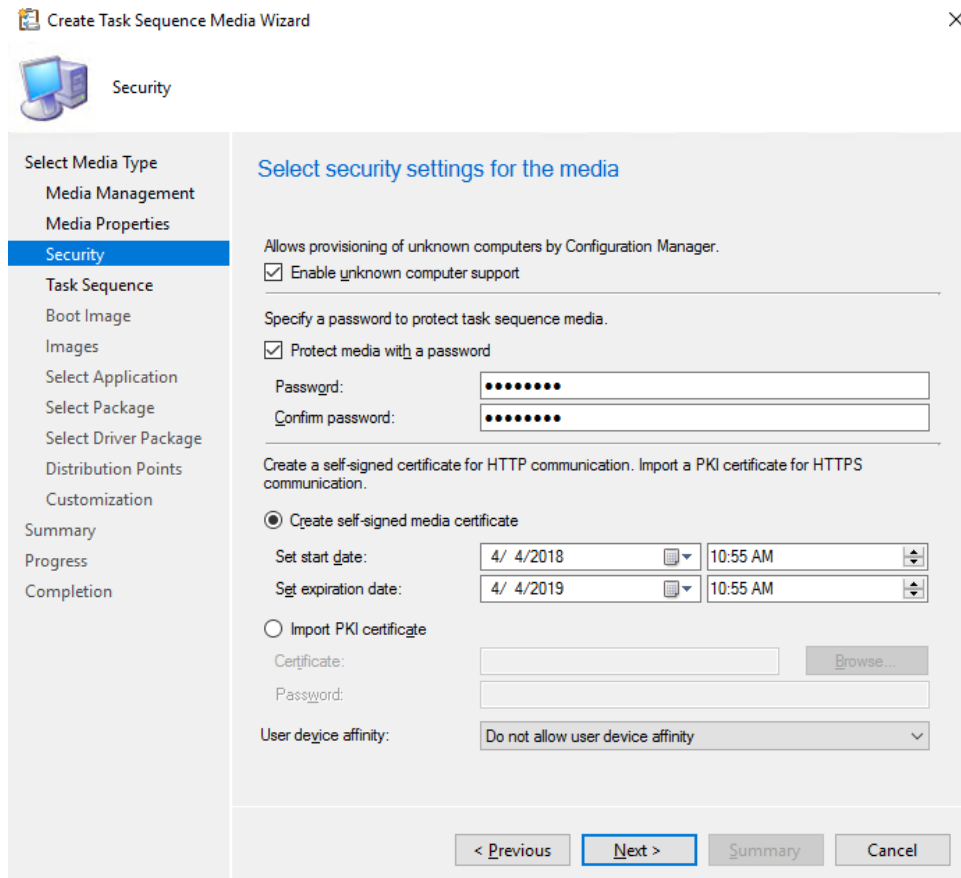 Create Task Sequence Media Wizard
Security
Select Media Type
Media Management
Media Properties
Security
Task Sequence
Boot Image
Images
Select Application
Select Package
Select Driver Package
Distribution Points
Customization
Summary
Progress
Completion
Select security settings for the media
Allows provisioning of unknown computers by Configuration Manager.
Enable unknown computer support
Specify a password to protect task sequence media.
Protect media with a password
Password: ●●●●●●●●
Confirm password: ●●●●●●●●
Create a self-signed certificate for HTTP communication. Import a PKI certificate for HTTPS
communication.
Create self-signed media certificate
Set start date: 4/ 4/2018 10:55 AM
Set expiration date: 4/ 4/2019 10:55 AM
Import PKI certificate
Certificate: Browse...
Password:
User device affinity: Do not allow user device affinity
< Previous Next > Summary Cancel